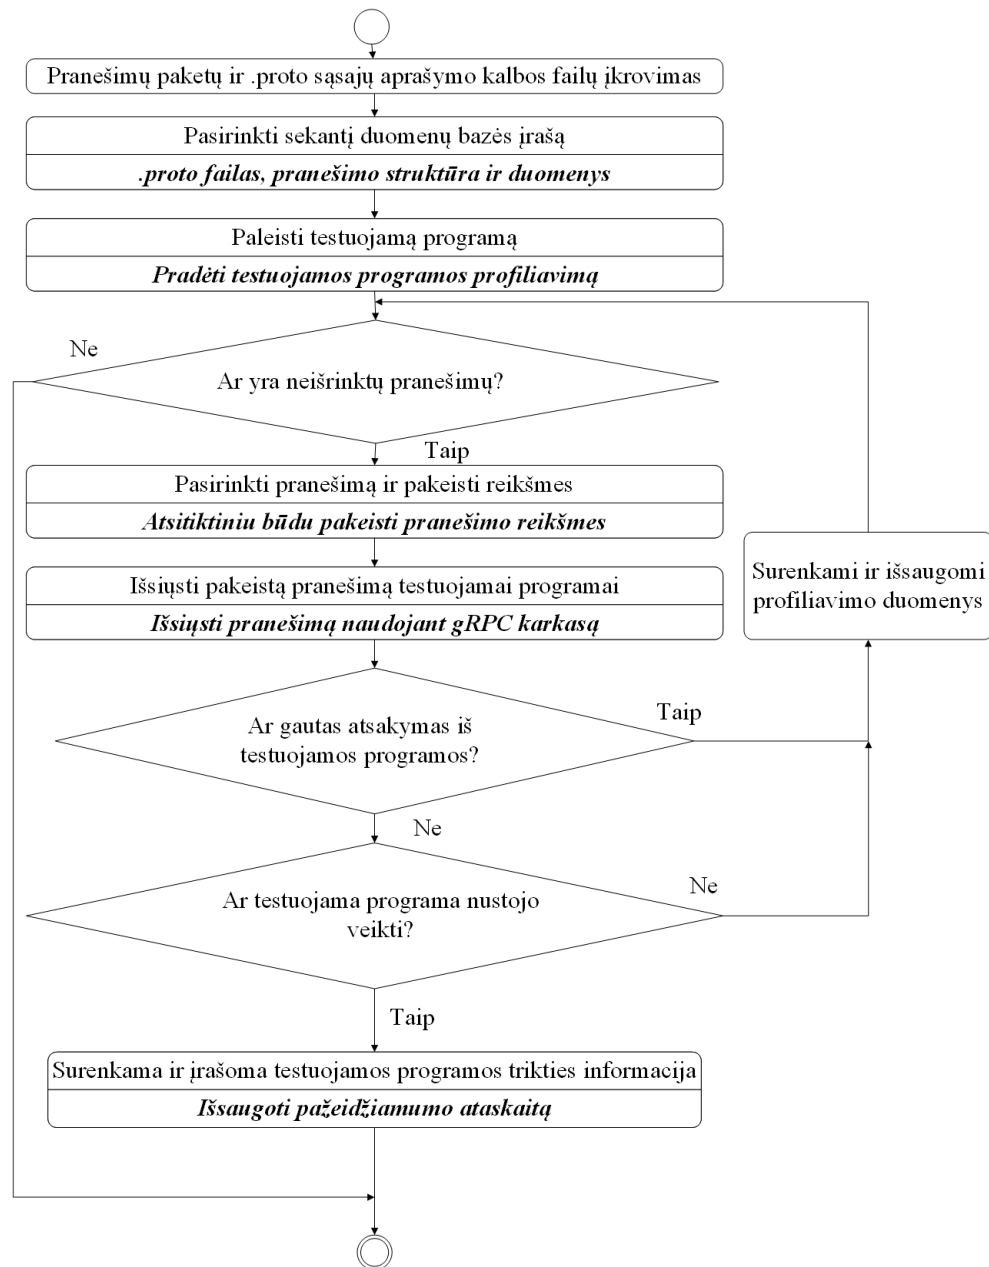 Pranešimų paketų ir .proto sąsajų aprašymo kalbos failų įkrovimas
Pasirinkti sekantį duomenų bazės įrašą
.proto failas, pranešimo struktūra ir duomenys
Paleisti testuojamą programą
Pradėti testuojamos programos profiliavimą
Ne
Ar yra neišrinktų pranešimų?
Taip
Pasirinkti pranešimą ir pakeisti reikšmes
Atsitiktiniu būdu pakeisti pranešimo reikšmes
Išsiųsti pakeistą pranešimą testuojamai programai
Išsiųsti pranešimą naudojant gRPC karkasą
Surenkami ir išsaugomi
profiliavimo duomenys
Ar gautas atsakymas iš
testuojamos programos?
Taip
Ne
Ar testuojama programa nustojo
veikti?
Ne
Taip
Surenkama ir įrašoma testuojamos programos trikties informacija
Išsaugoti pažeidžiamumo ataskaitą